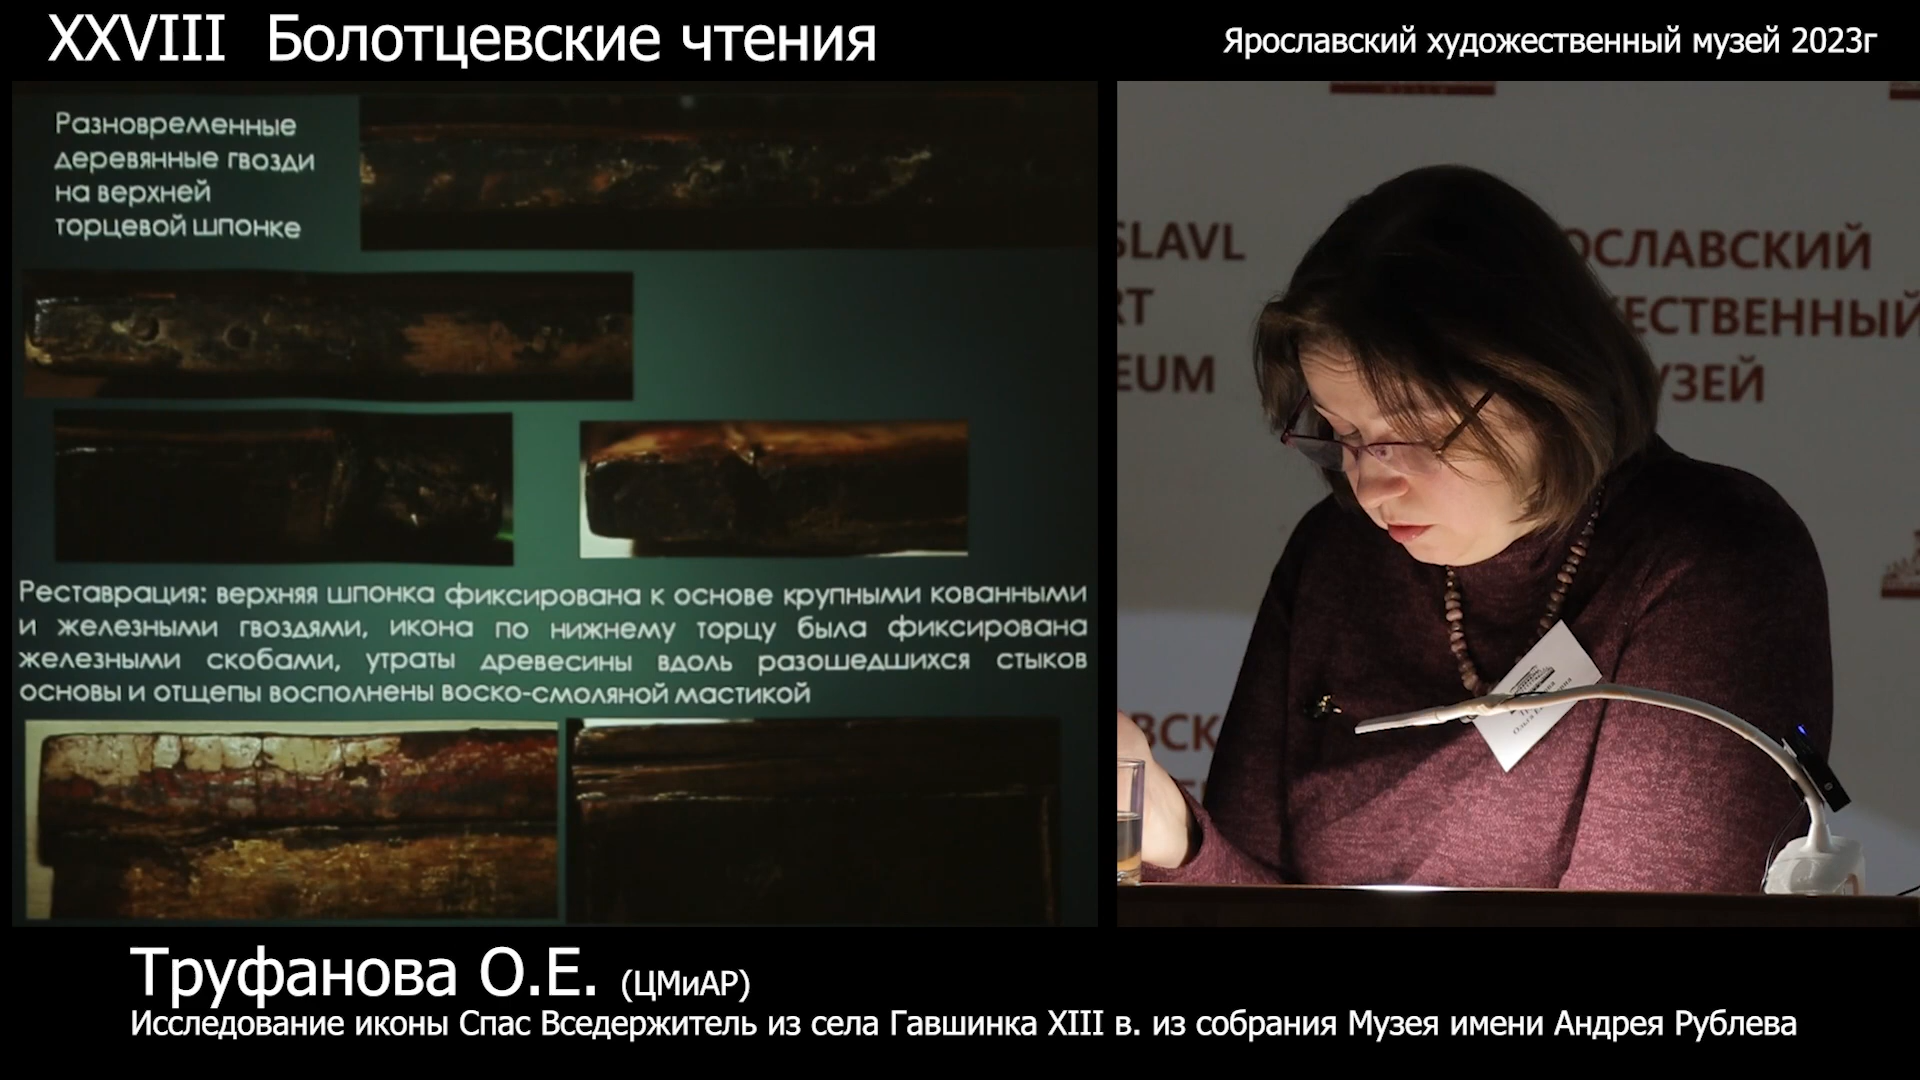 XXVIII Болотцевские чтения
Ярославский художественный музей 2023г
Разновременные
деревянные гвозди
на верхней
торцевой шпонке
Реставрация: верхняя шпонка фиксирована к основе крупными кованными
и железными гвоздями, икона по нижнему торцу была фиксирована
железными скобами, утраты древесины вдоль разошедшихся стыков
основы и отщепы восполнены воско-смоляной мастикой
SLAVL
RT
EUM
ОСЛАВСКИЙ
ЖЕСТВЕННЫЙ
УЗЕЙ
ВСК
Труфанова О.Е. (ЦМиАР)
Исследование иконы Спас Вседержитель из села Гавшинка XIII в. из собрания Музея имени Андрея Рублева